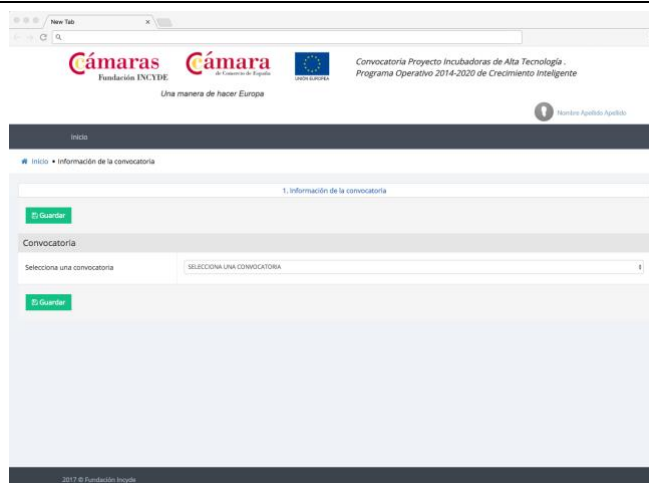 New Tab
Cámaras
Fundación INCYDE
Cámara
de Comercio de España
UNIÓN EUROPEA
Convocatoria Proyecto Incubadoras de Alta Tecnología .
Programa Operativo 2014-2020 de Crecimiento Inteligente
Una manera de hacer Europa
Nombre Apellido Apellido
Inicio
Inicio • Información de la convocatoria
1. Información de la convocatoria
Guardar
Convocatoria
Selecciona una convocatoria
SELECCIONA UNA CONVOCATORIA
Guardar
2017 © Fundación Incyde